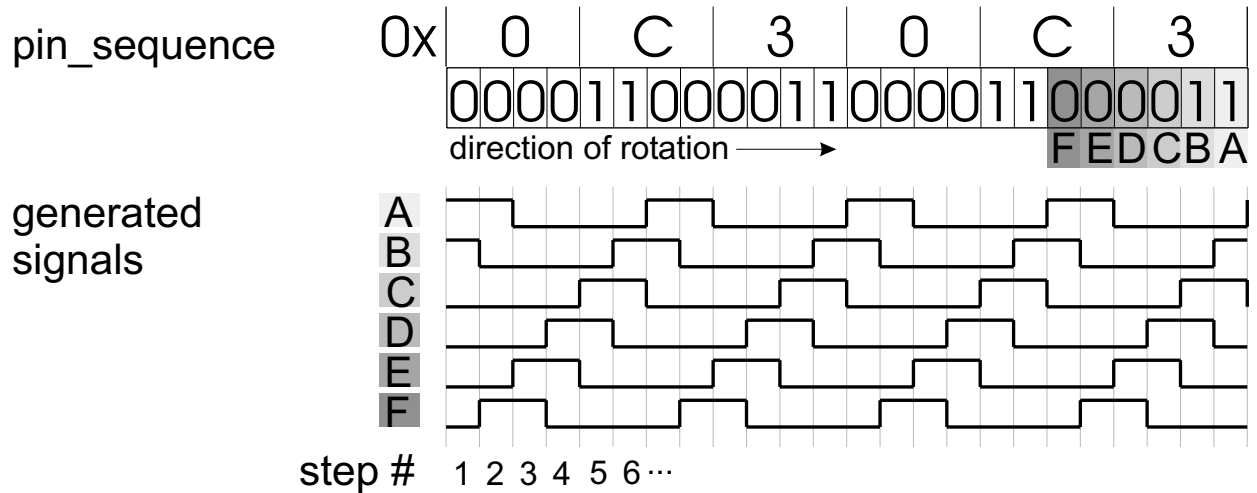 pin_sequence 0x 0 C 3 0 C 3
000011000011000011000011
direction of rotation F E D C B A
generated signals
A
B
C
D
E
F
step # 1 2 3 4 5 6 ...